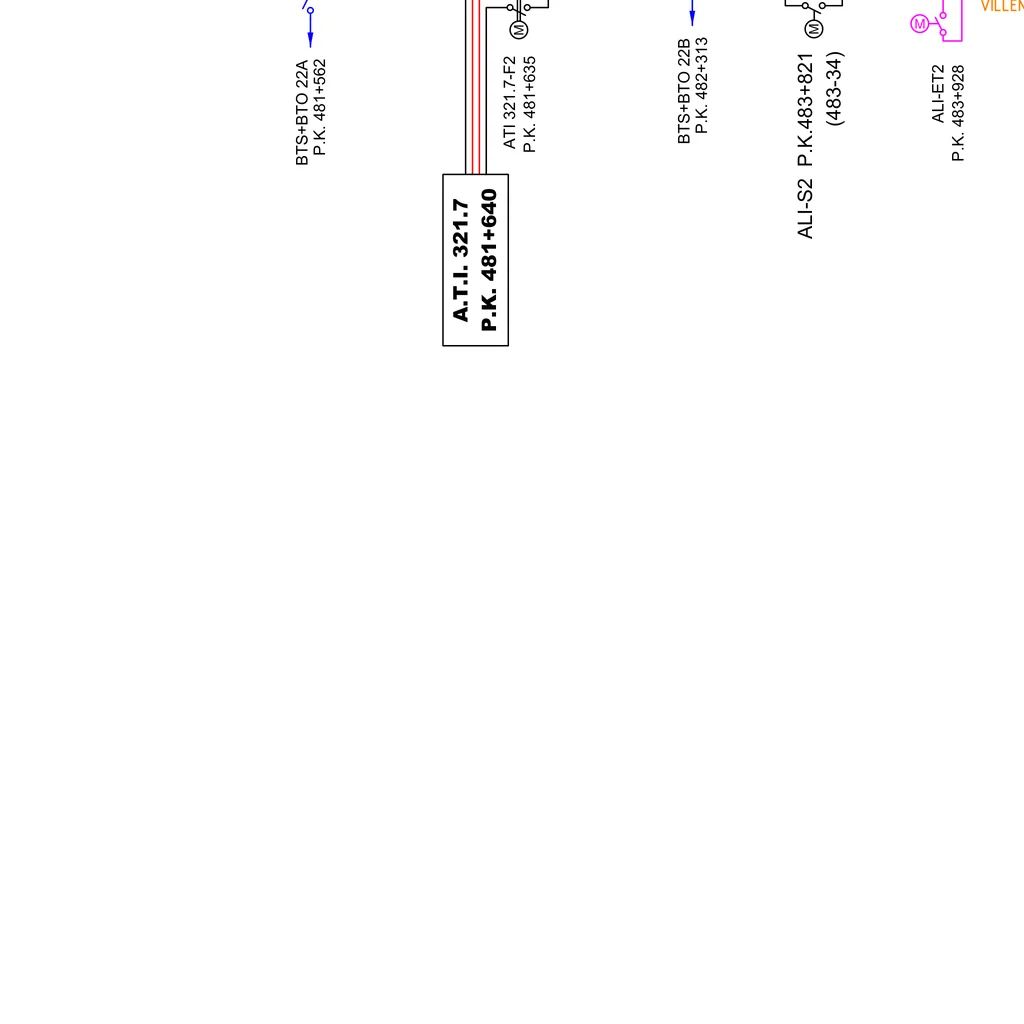 BTS+BTO 22A
P.K. 481+562
M
ATI 321.7-F2
P.K. 481+635
A.T.I. 321.7
P.K. 481+640
BTS+BTO 22B
P.K. 482+313
M
ALI-S2 P.K.483+821
(483-34)
M
ALI-ET2
P.K. 483+928